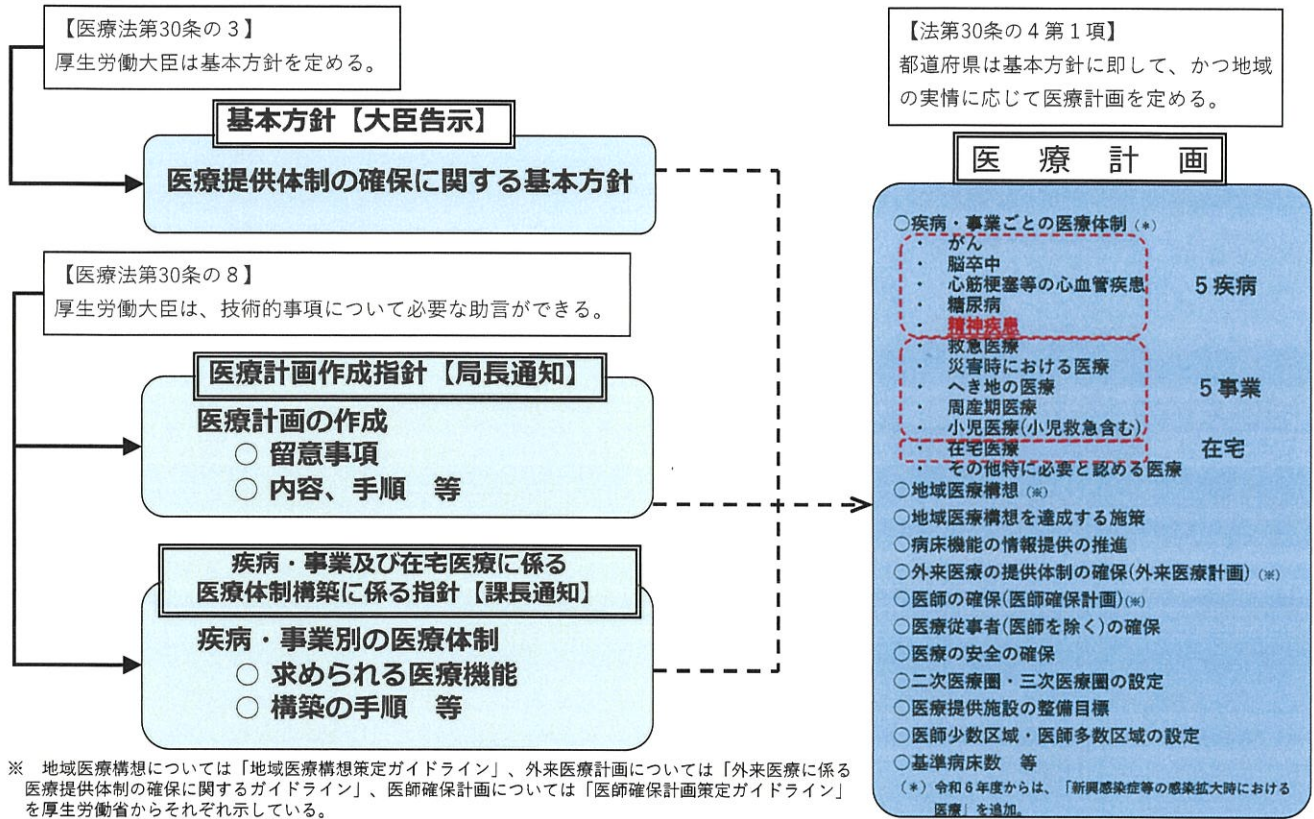 【医療法第30条の3】
厚生労働大臣は基本方針を定める。
基本方針【大臣告示】
医療提供体制の確保に関する基本方針
【医療法第30条の8】
厚生労働大臣は、技術的事項について必要な助言ができる。
医療計画作成指針【局長通知】
医療計画の作成
○ 留意事項
○ 内容、手順 等
疾病・事業及び在宅医療に係る
医療体制構築に係る指針【課長通知】
疾病・事業別の医療体制
○ 求められる医療機能
○ 構築の手順 等
【法第30条の4第1項】
都道府県は基本方針に即して、かつ地域
の実情に応じて医療計画を定める。
医 療 計 画
○疾病・事業ごとの医療体制(*)
・ がん
・ 脳卒中
・ 心筋梗塞等の心血管疾患
・ 糖尿病
・ 精神疾患
5疾病
・ 救急医療
・ 災害時における医療
・ へき地の医療
・ 周産期医療
・ 小児医療(小児救急含む)
5事業
・ 在宅医療
在宅
・ その他特に必要と認める医療
○地域医療構想(※)
○地域医療構想を達成する施策
○病床機能の情報提供の推進
○外来医療の提供体制の確保(外来医療計画)(※)
○医師の確保(医師確保計画)(※)
○医療従事者(医師を除く)の確保
○医療の安全の確保
○二次医療圏・三次医療圏の設定
○医療提供施設の整備目標
○医師少数区域・医師多数区域の設定
○基準病床数 等
(*)令和6年度からは、「新興感染症等の感染拡大時における
医療」を追加。
※ 地域医療構想については「地域医療構想策定ガイドライン」、外来医療計画については「外来医療に係る
医療提供体制の確保に関するガイドライン」、医師確保計画については「医師確保計画策定ガイドライン」
を厚生労働省からそれぞれ示している。